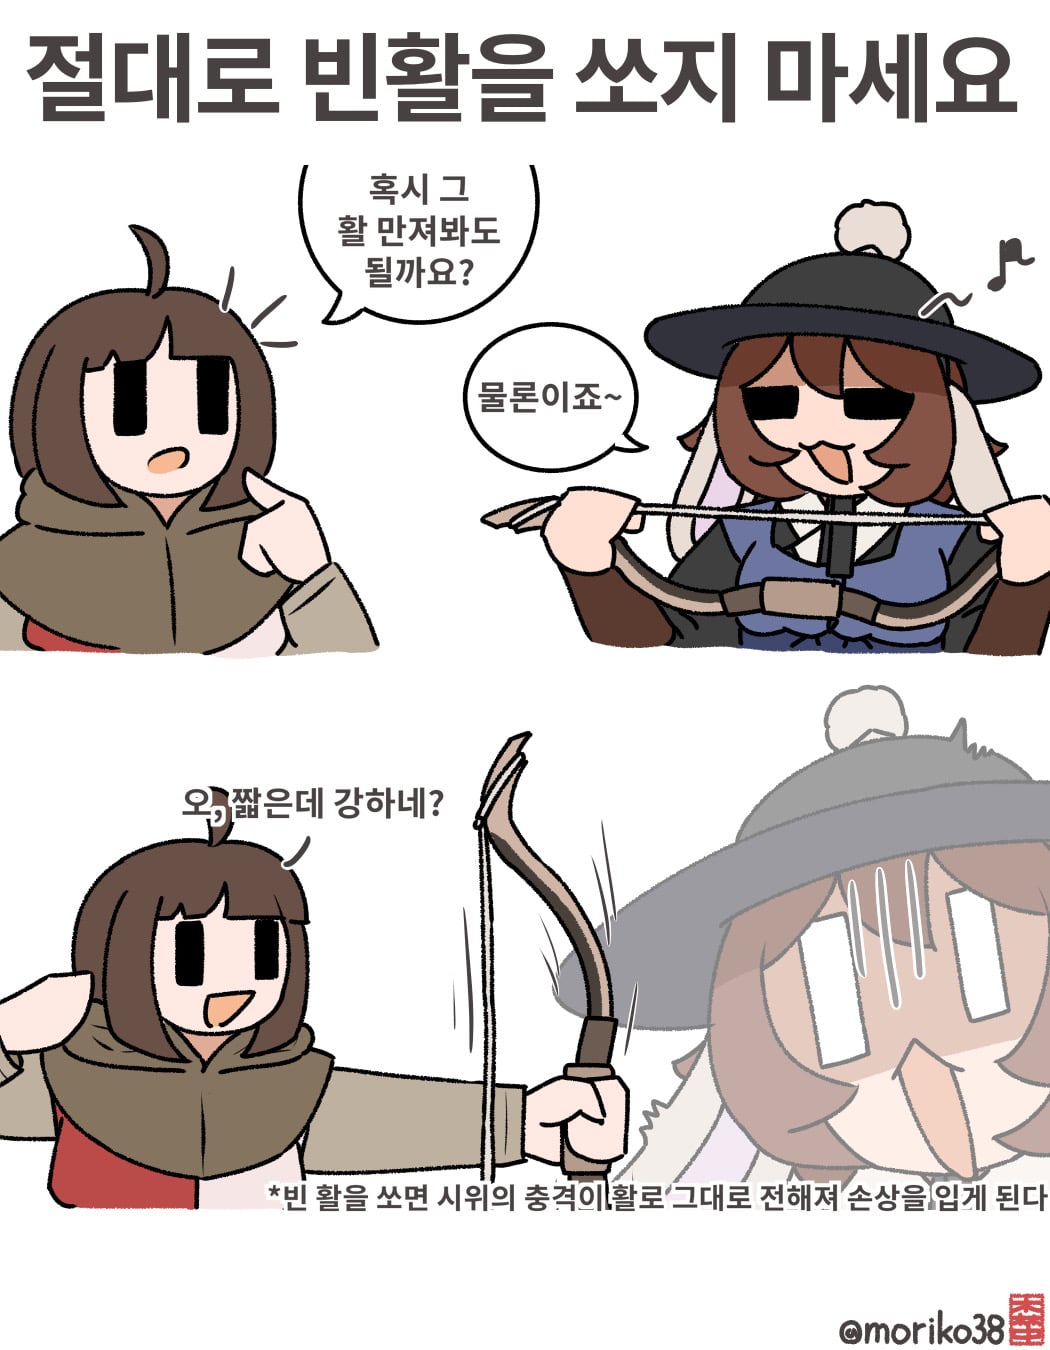 절대로 빈활을 쏘지 마세요
혹시 그
활 만져봐도
될까요?
물론이죠~
오, 짧은데 강하네?
*빈 활을 쏘면 시위의 충격이 활로 그대로 전해져 손상을 입게 된다
@moriko38